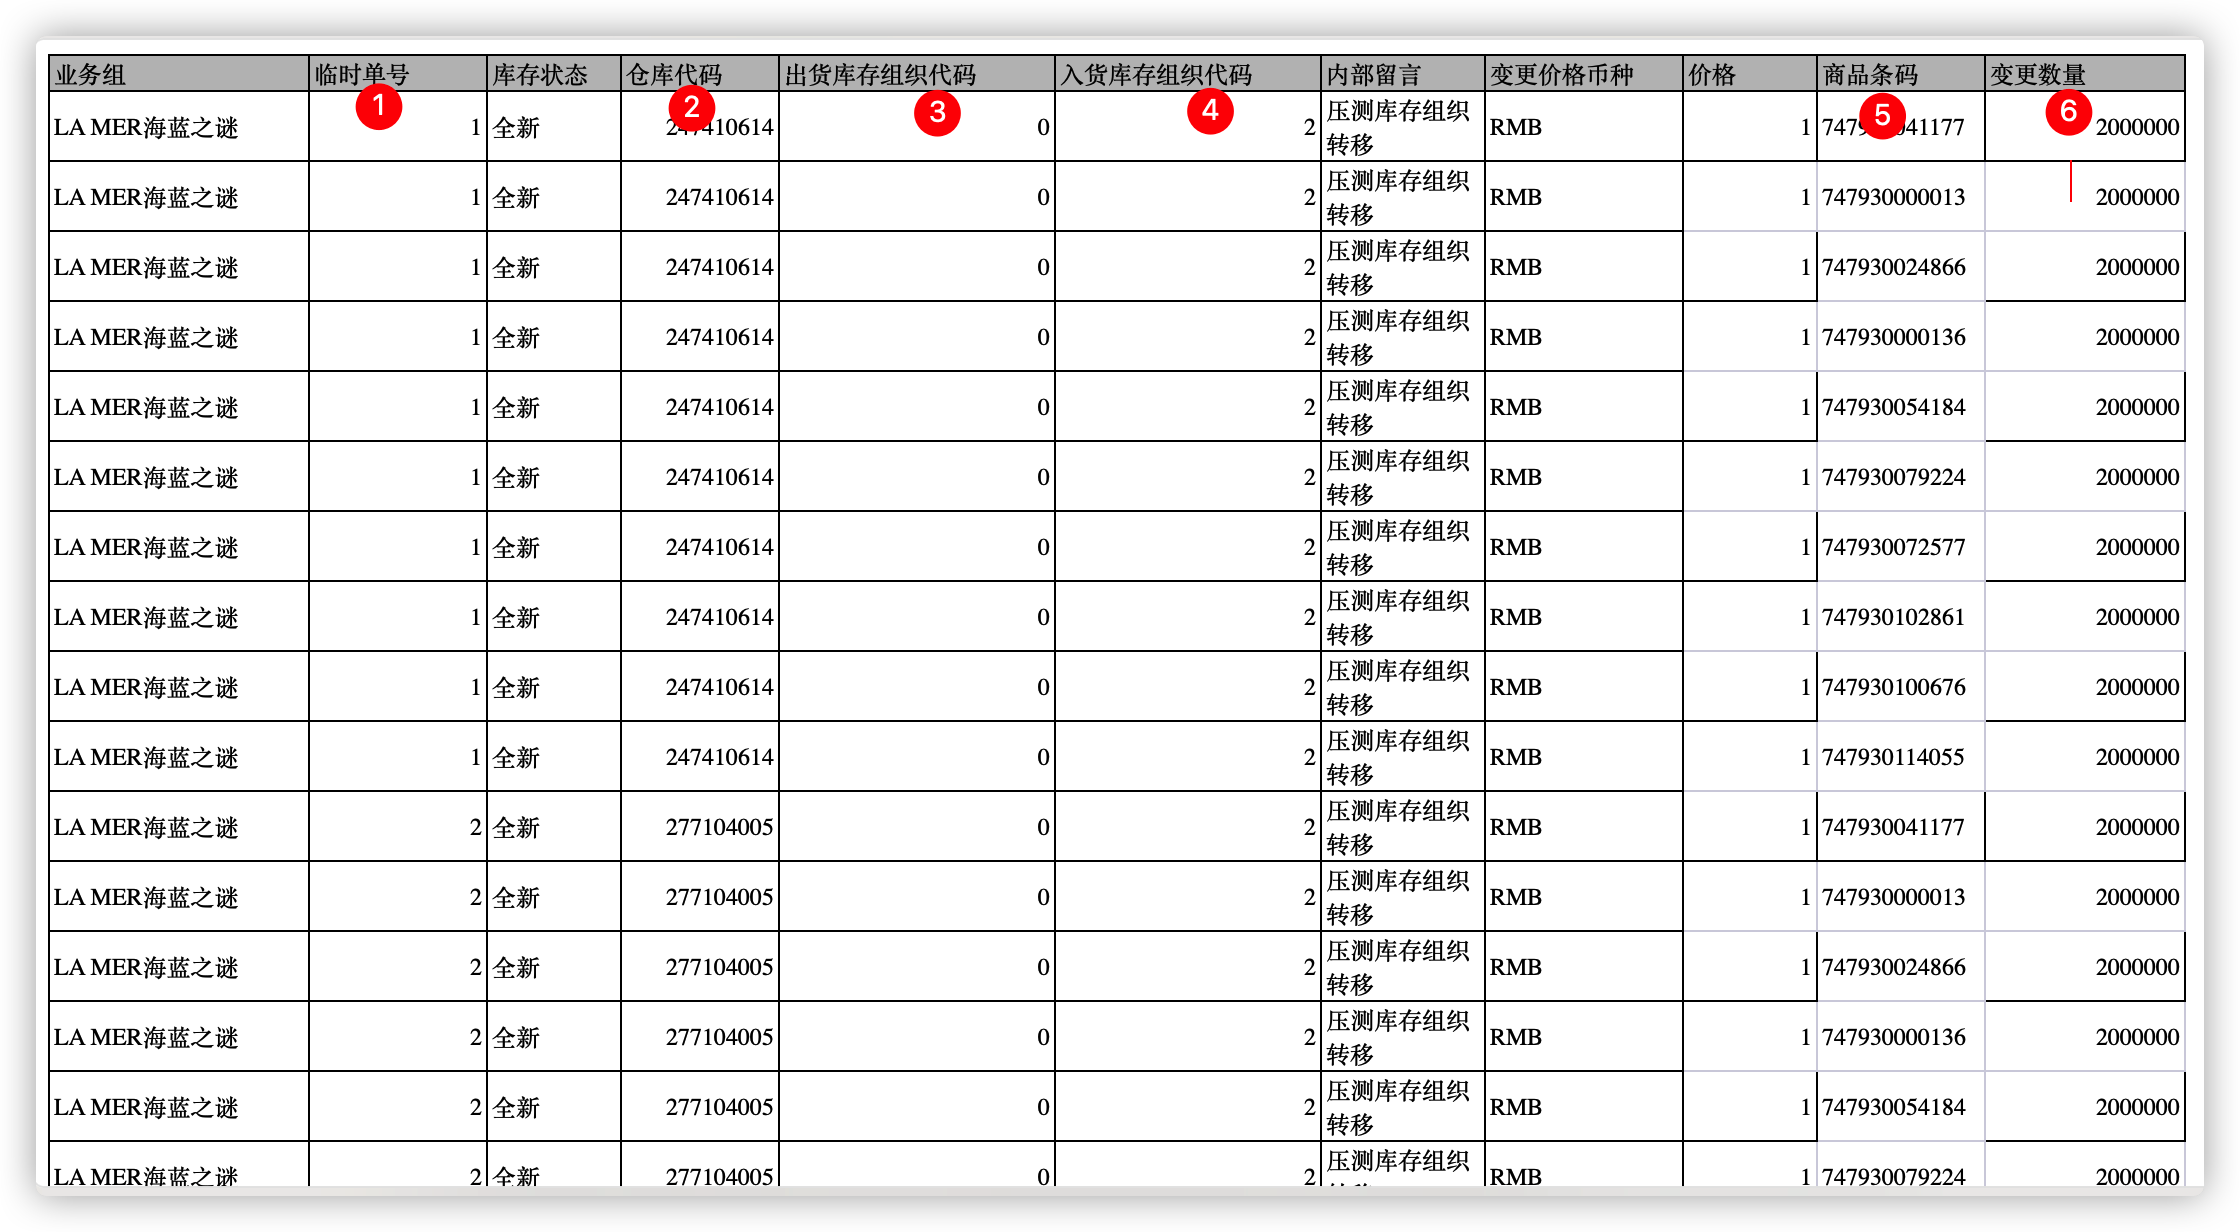 业务组 临时单号 库存状态 仓库代码 出货库存组织代码 入货库存组织代码 内部留言 变更价格币种 价格 商品条码 变更数量
1 2 3 4 5 6
LA MER海蓝之谜 1 全新 247410614 0 2 压测库存组织转移 RMB 1 747930041177 2000000
LA MER海蓝之谜 1 全新 247410614 0 2 压测库存组织转移 RMB 1 747930000013 2000000
LA MER海蓝之谜 1 全新 247410614 0 2 压测库存组织转移 RMB 1 747930024866 2000000
LA MER海蓝之谜 1 全新 247410614 0 2 压测库存组织转移 RMB 1 747930000136 2000000
LA MER海蓝之谜 1 全新 247410614 0 2 压测库存组织转移 RMB 1 747930054184 2000000
LA MER海蓝之谜 1 全新 247410614 0 2 压测库存组织转移 RMB 1 747930079224 2000000
LA MER海蓝之谜 1 全新 247410614 0 2 压测库存组织转移 RMB 1 747930072577 2000000
LA MER海蓝之谜 1 全新 247410614 0 2 压测库存组织转移 RMB 1 747930102861 2000000
LA MER海蓝之谜 1 全新 247410614 0 2 压测库存组织转移 RMB 1 747930100676 2000000
LA MER海蓝之谜 1 全新 247410614 0 2 压测库存组织转移 RMB 1 747930114055 2000000
LA MER海蓝之谜 2 全新 277104005 0 2 压测库存组织转移 RMB 1 747930041177 2000000
LA MER海蓝之谜 2 全新 277104005 0 2 压测库存组织转移 RMB 1 747930000013 2000000
LA MER海蓝之谜 2 全新 277104005 0 2 压测库存组织转移 RMB 1 747930024866 2000000
LA MER海蓝之谜 2 全新 277104005 0 2 压测库存组织转移 RMB 1 747930000136 2000000
LA MER海蓝之谜 2 全新 277104005 0 2 压测库存组织转移 RMB 1 747930054184 2000000
LA MER海蓝之谜 2 全新 277104005 0 2 压测库存组织 RMB 1 747930079224 2000000